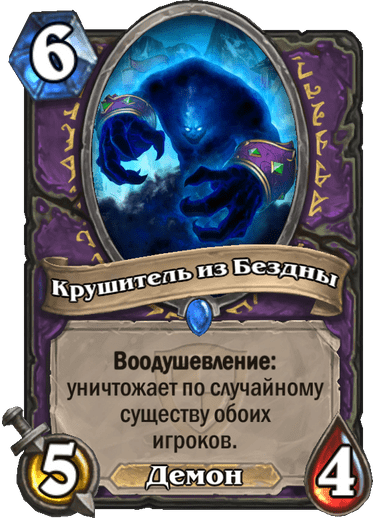 6
Крушитель из Бездны
Воодушевление:
уничтожает по случайному
существу обоих
игроков.
5
Демон
4